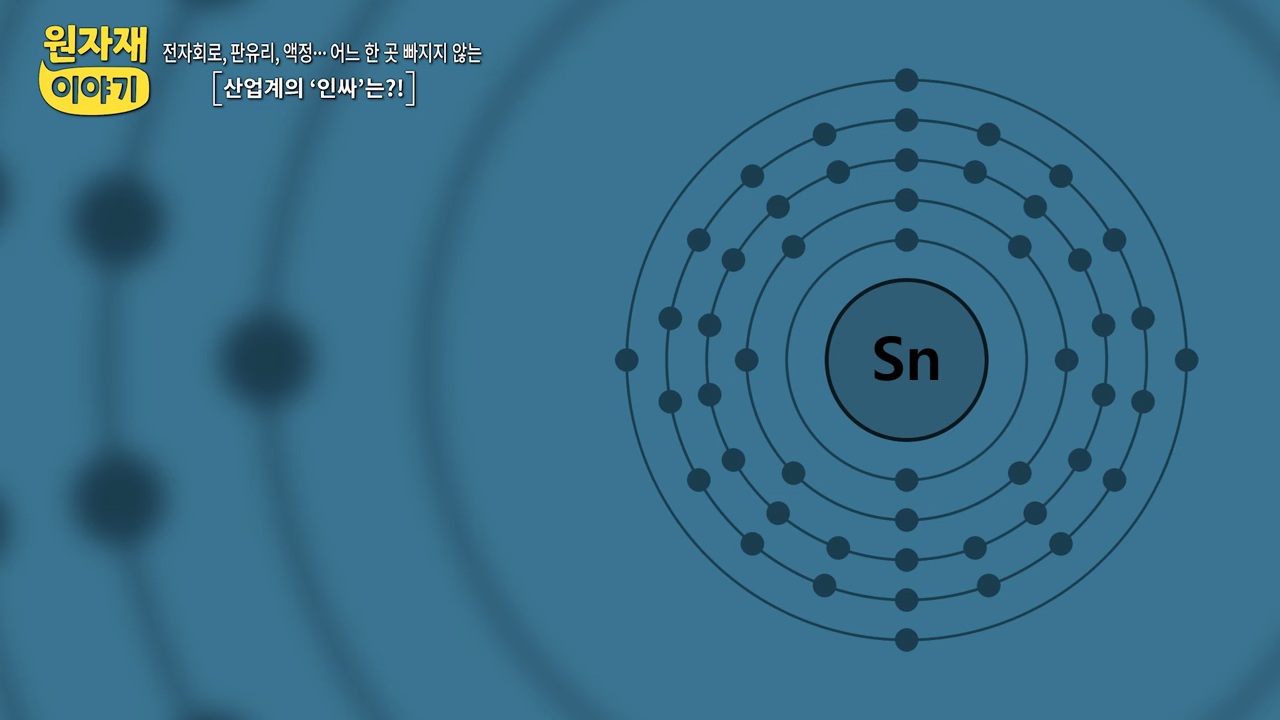 원자재
이야기
전자회로, 판유리, 액정… 어느 한 곳 빠지지 않는
[산업계의 ‘인싸’는?!]
Sn